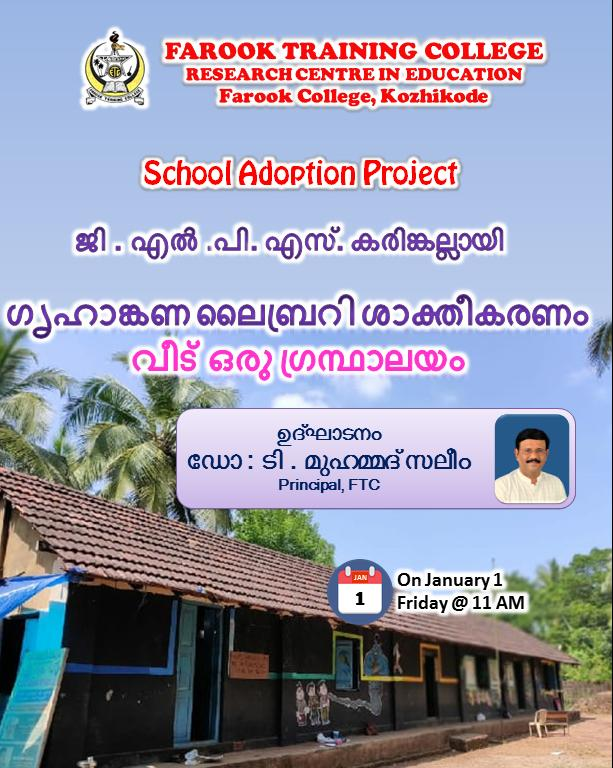 FAROOK TRAINING COLLEGE
RESEARCH CENTRE IN EDUCATION
Farook College, Kozhikode
School Adoption Project
ജി . എൽ .പി. എസ്. കരിങ്കല്ലായി
ഗൃഹാങ്കണ ലൈബ്രറി ശാക്തീകരണം
വീട് ഒരു ഗ്രന്ഥാലയം
ഉദ്ഘാടനം
ഡോ : ടി . മുഹമ്മദ് സലീം
Principal, FTC
JAN
1
On January 1
Friday @ 11 AM